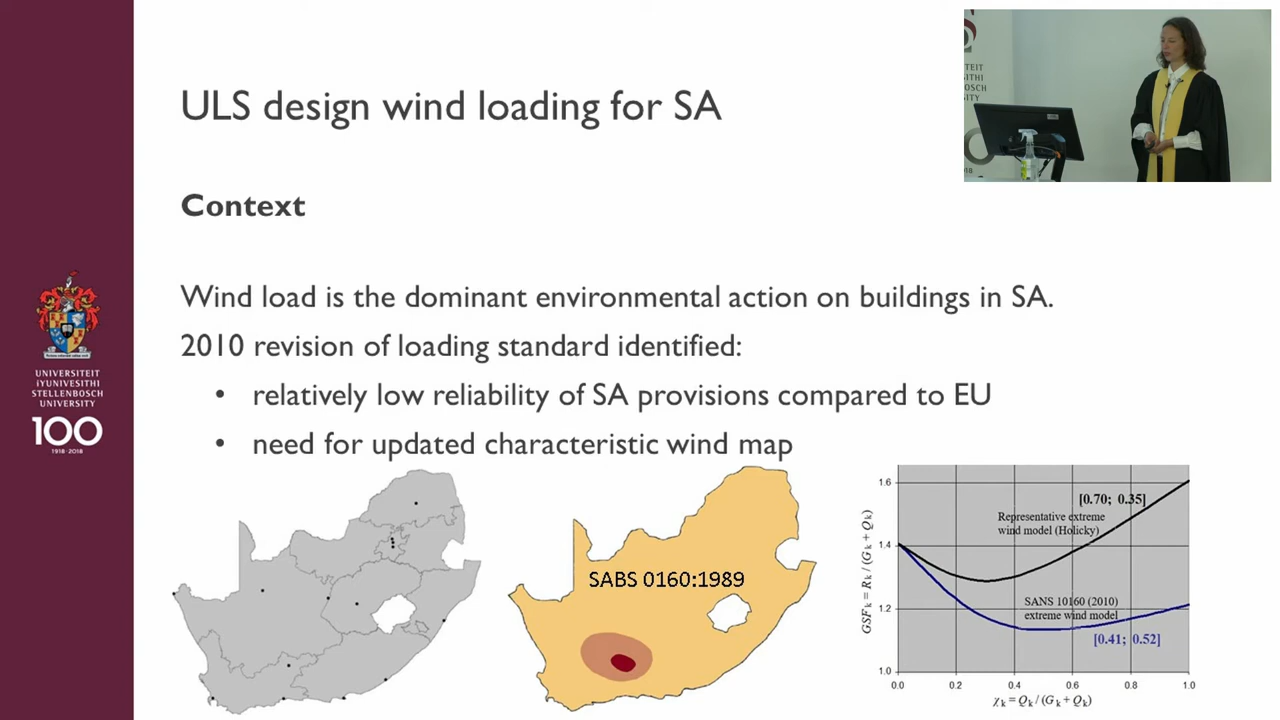 ULS design wind loading for SA
Context
Wind load is the dominant environmental action on buildings in SA.
2010 revision of loading standard identified:
• relatively low reliability of SA provisions compared to EU
• need for updated characteristic wind map
UNIVERSITEIT
iYUNIVESITHI
STELLENBOSCH
UNIVERSITY
100
1918·2018
SABS 0160:1989
GSFₖ = Rₖ / (Gₖ + Qₖ)
1.6
1.4
1.2
1.0
[0.70; 0.35]
Representative extreme
wind model (Holicky)
SANS 10160 (2010)
extreme wind model
[0.41; 0.52]
0.0 0.2 0.4 0.6 0.8 1.0
χₖ = Qₖ / (Gₖ + Qₖ)
TEIT
SITHI
OSCH
SITY